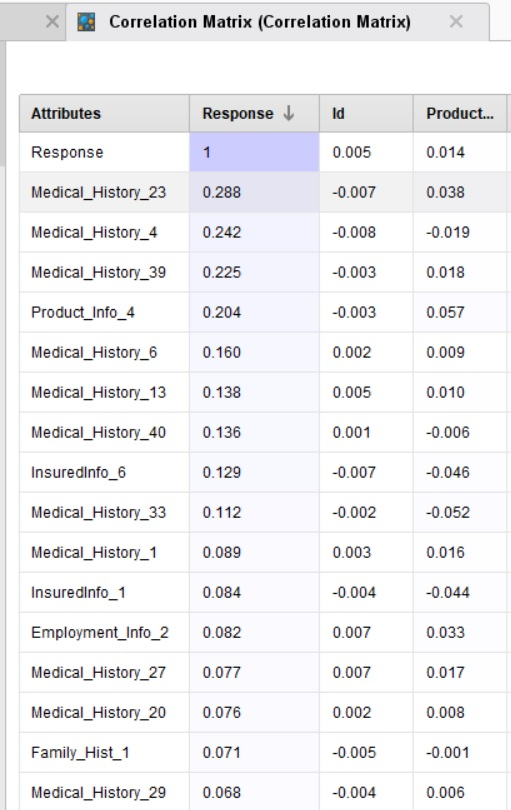 Correlation Matrix (Correlation Matrix)
Attributes Response ↓ Id Product...
Response 1 0.005 0.014
Medical_History_23 0.288 -0.007 0.038
Medical_History_4 0.242 -0.008 -0.019
Medical_History_39 0.225 -0.003 0.018
Product_Info_4 0.204 -0.003 0.057
Medical_History_6 0.160 0.002 0.009
Medical_History_13 0.138 0.005 0.010
Medical_History_40 0.136 0.001 -0.006
InsuredInfo_6 0.129 -0.007 -0.046
Medical_History_33 0.112 -0.002 -0.052
Medical_History_1 0.089 0.003 0.016
InsuredInfo_1 0.084 -0.004 -0.044
Employment_Info_2 0.082 0.007 0.033
Medical_History_27 0.077 0.007 0.017
Medical_History_20 0.076 0.002 0.008
Family_Hist_1 0.071 -0.005 -0.001
Medical_History_29 0.068 -0.004 0.006